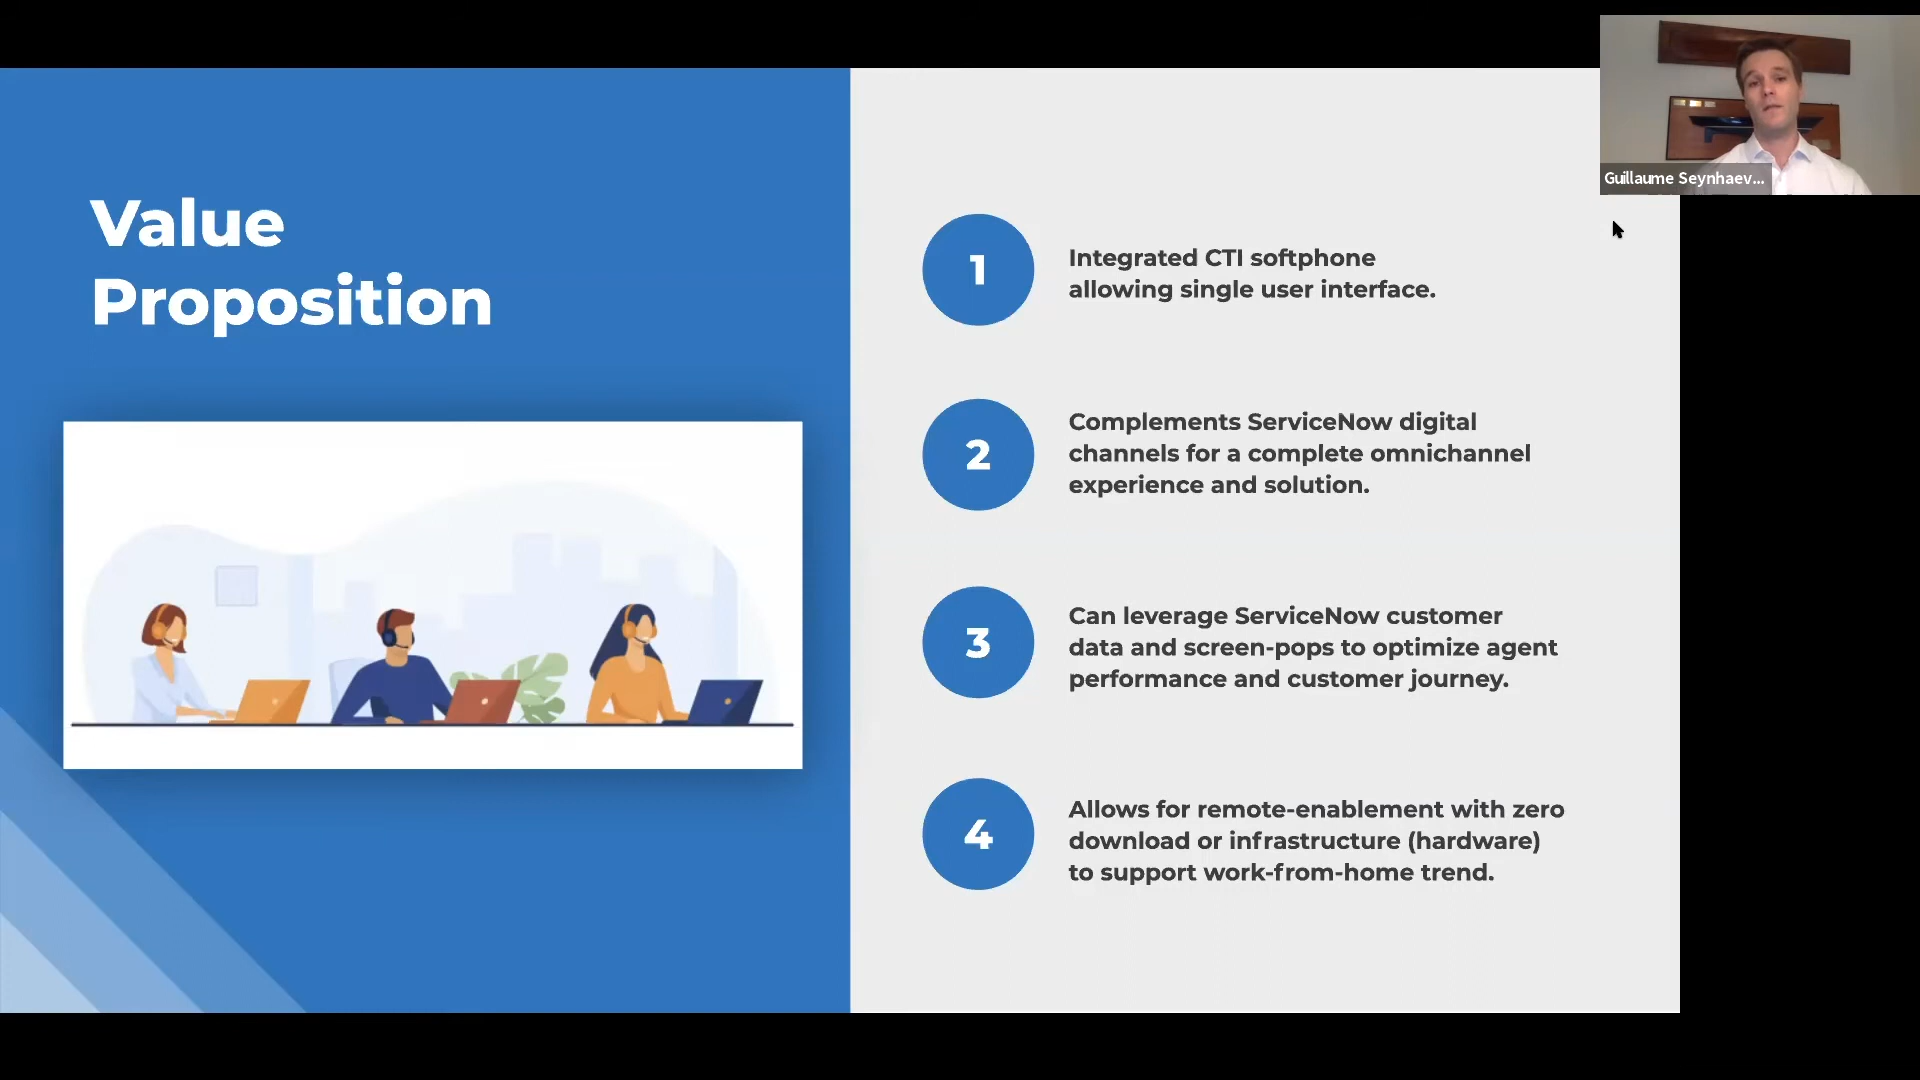 Value
Proposition
1
Integrated CTI softphone
allowing single user interface.
2
Complements ServiceNow digital
channels for a complete omnichannel
experience and solution.
3
Can leverage ServiceNow customer
data and screen-pops to optimize agent
performance and customer journey.
4
Allows for remote-enablement with zero
download or infrastructure (hardware)
to support work-from-home trend.
Guillaume Seynhaev...